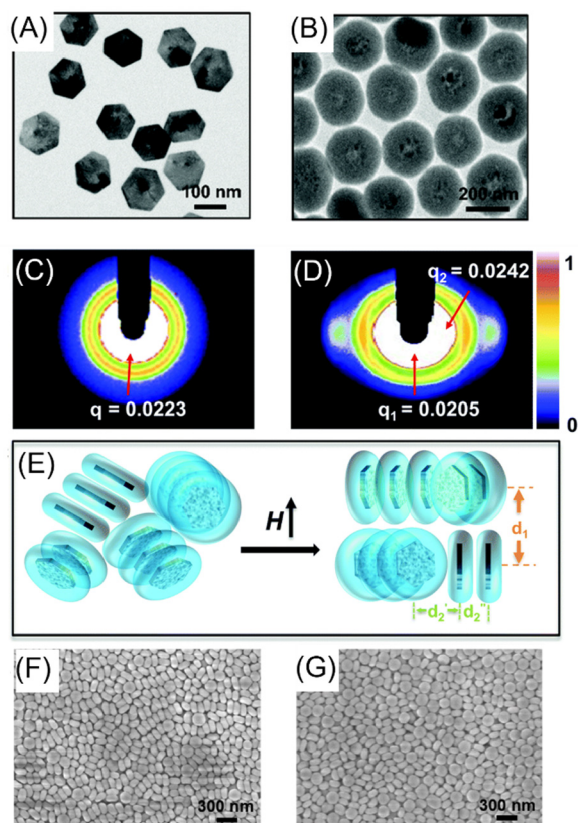 (A)
100 nm
(B)
200 nm
(C)
q = 0.0223
(D)
q2 = 0.0242
q1 = 0.0205
1
0
(E)
H
d1
d2'
d2''
(F)
300 nm
(G)
300 nm